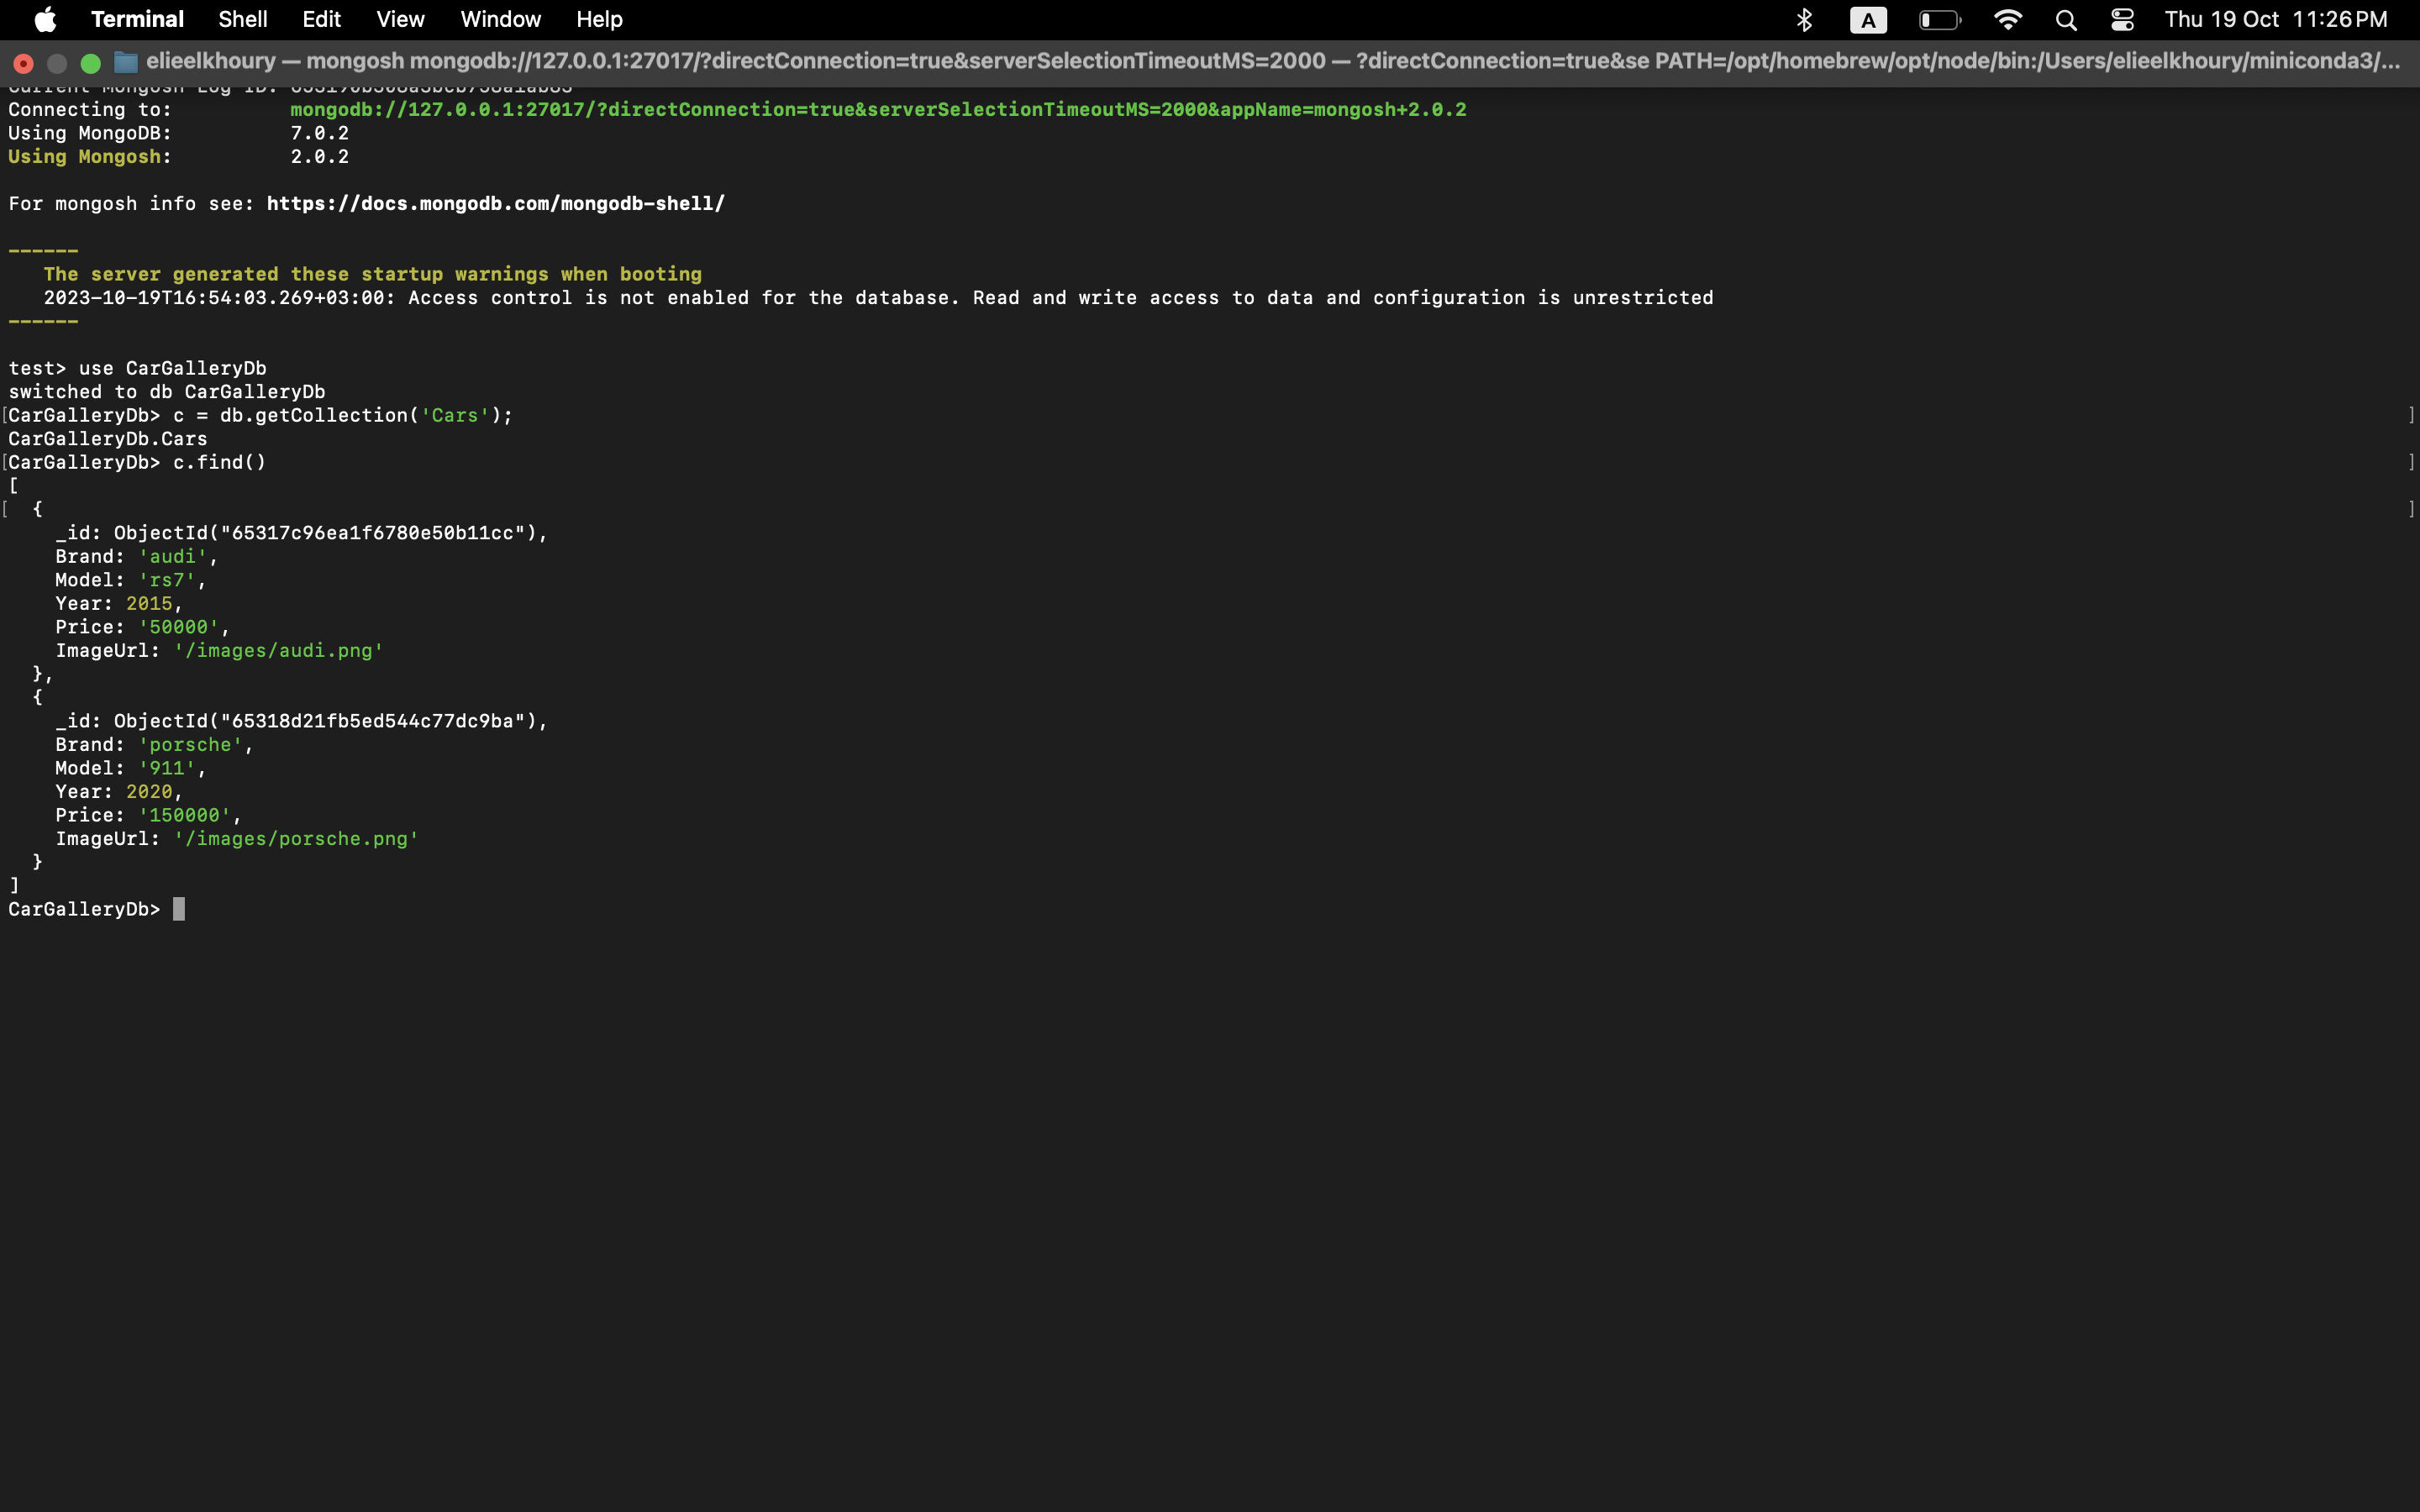 Terminal Shell Edit View Window Help A Thu 19 Oct 11:26 PM
elieelkhoury — mongosh mongodb://127.0.0.1:27017/?directConnection=true&serverSelectionTimeoutMS=2000 — ?directConnection=true&se PATH=/opt/homebrew/opt/node/bin:/Users/elieelkhoury/miniconda3/...
Current Mongosh Log ID:
Connecting to: mongodb://127.0.0.1:27017/?directConnection=true&serverSelectionTimeoutMS=2000&appName=mongosh+2.0.2
Using MongoDB: 7.0.2
Using Mongosh: 2.0.2
For mongosh info see: https://docs.mongodb.com/mongodb-shell/
------
The server generated these startup warnings when booting
2023-10-19T16:54:03.269+03:00: Access control is not enabled for the database. Read and write access to data and configuration is unrestricted
------
test> use CarGalleryDb
switched to db CarGalleryDb
[CarGalleryDb> c = db.getCollection('Cars'); ]
CarGalleryDb.Cars
[CarGalleryDb> c.find() ]
[
[ { ]
_id: ObjectId("65317c96ea1f6780e50b11cc"),
Brand: 'audi',
Model: 'rs7',
Year: 2015,
Price: '50000',
ImageUrl: '/images/audi.png'
},
{
_id: ObjectId("65318d21fb5ed544c77dc9ba"),
Brand: 'porsche',
Model: '911',
Year: 2020,
Price: '150000',
ImageUrl: '/images/porsche.png'
}
]
CarGalleryDb>